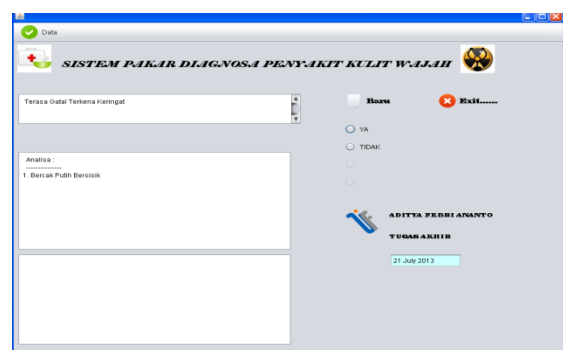 Data
SISTEM PAKAR DIAGNOSA PENYAKIT KULIT WAJAH
Terasa Gatal Terkena Keringat
Baru
Exit......
YA
TIDAK
Analisa :
----------------
1. Bercak Putih Bersisik
ADITYA FEBRI ANANTO
TUGAS AKHIR
21 July 2013